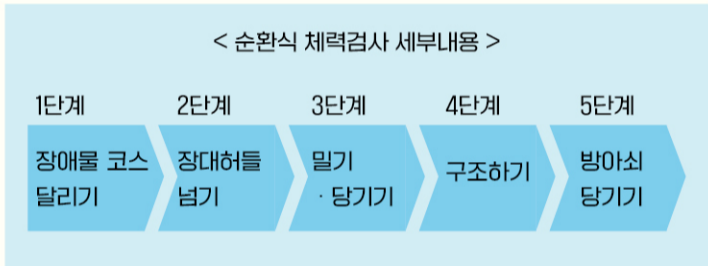 < 순환식 체력검사 세부내용 >
1단계 2단계 3단계 4단계 5단계
장애물 코스
달리기
장대허들
넘기
밀기
· 당기기
구조하기
방아쇠
당기기